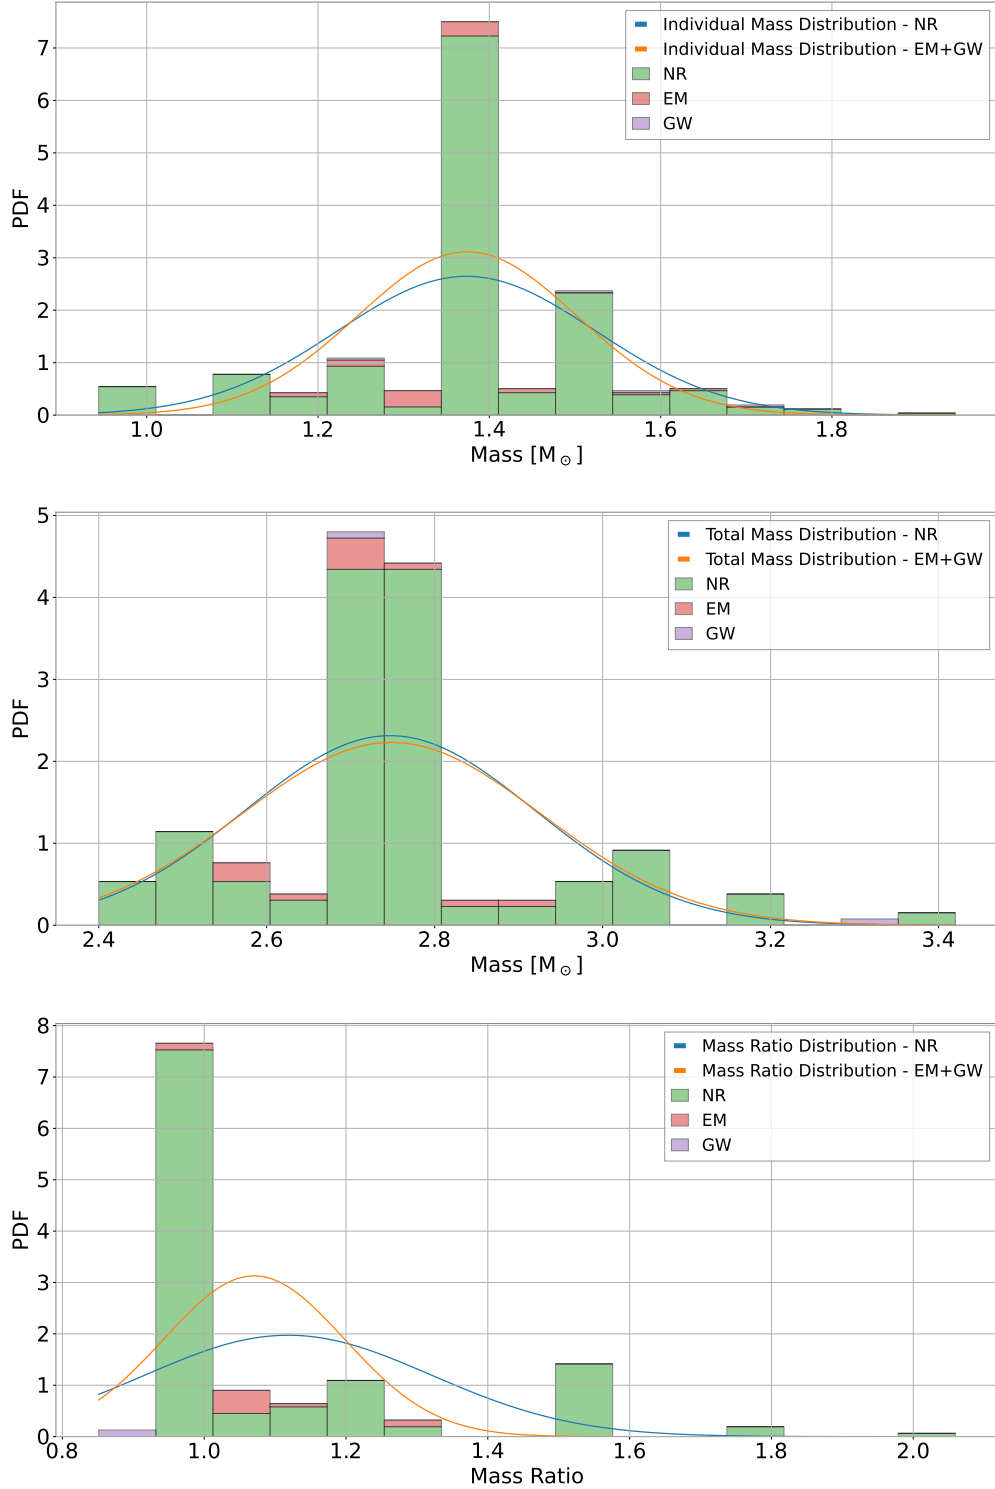 Individual Mass Distribution - NR
Individual Mass Distribution - EM+GW
NR
EM
GW
PDF
7
6
5
4
3
2
1
0
1.0 1.2 1.4 1.6 1.8
Mass [M⊙]
Total Mass Distribution - NR
Total Mass Distribution - EM+GW
NR
EM
GW
PDF
5
4
3
2
1
0
2.4 2.6 2.8 3.0 3.2 3.4
Mass [M⊙]
Mass Ratio Distribution - NR
Mass Ratio Distribution - EM+GW
NR
EM
GW
PDF
8
7
6
5
4
3
2
1
0
0.8 1.0 1.2 1.4 1.6 1.8 2.0
Mass Ratio